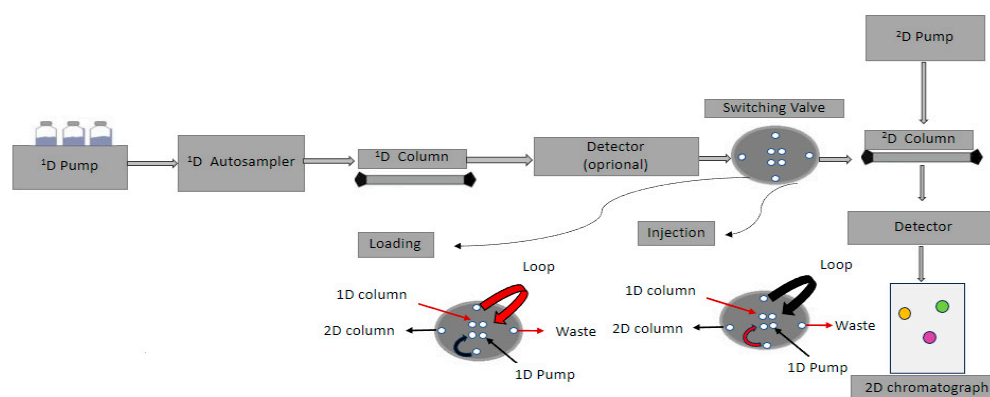 ²D Pump
Switching Valve
¹D Pump
¹D Autosampler
¹D Column
Detector
(oprional)
²D Column
Loading
Injection
Detector
Loop
1D column
2D column
Waste
1D Pump
Loop
1D column
2D column
Waste
1D Pump
2D chromatograph